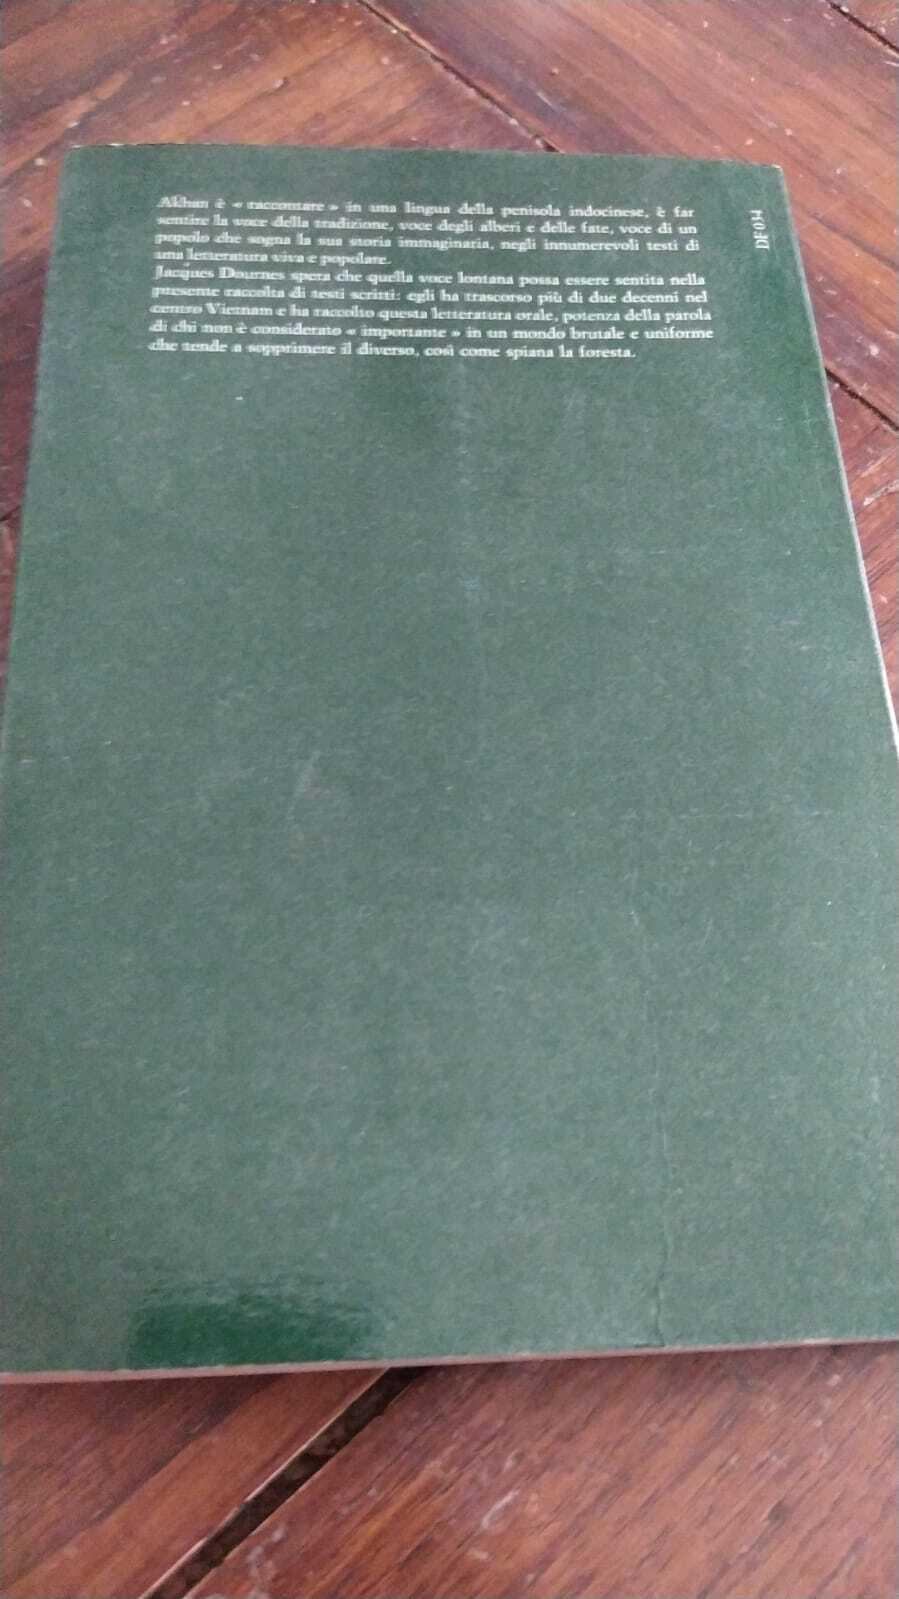 Akhan è « raccontare » in una lingua della penisola indocinese, è far
sentire la voce della tradizione, voce degli alberi e delle fate, voce di un
popolo che sogna la sua storia immaginaria, negli innumerevoli testi di
una letteratura viva e popolare.
Jacques Dournes spera che quella voce lontana possa essere sentita nella
presente raccolta di testi scritti: egli ha trascorso più di due decenni nel
centro Vietnam e ha raccolto questa letteratura orale, potenza della parola
di chi non è considerato « importante » in un mondo brutale e uniforme
che tende a sopprimere il diverso, così come spiana la foresta.
DF 034